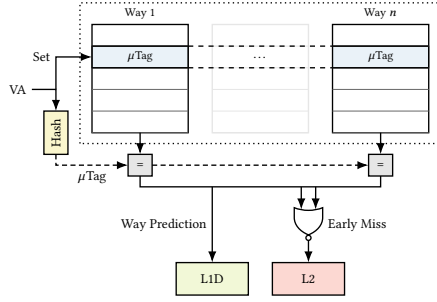 Way 1
Way n
Set
μTag
...
μTag
VA
Hash
=
=
μTag
Way Prediction
Early Miss
L1D
L2